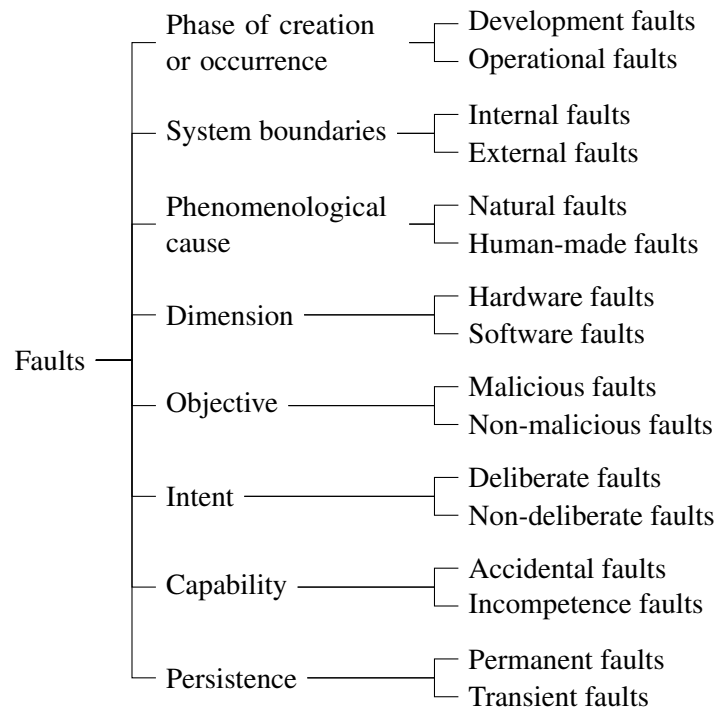 Faults
Phase of creation
or occurrence
Development faults
Operational faults
System boundaries
Internal faults
External faults
Phenomenological
cause
Natural faults
Human-made faults
Dimension
Hardware faults
Software faults
Objective
Malicious faults
Non-malicious faults
Intent
Deliberate faults
Non-deliberate faults
Capability
Accidental faults
Incompetence faults
Persistence
Permanent faults
Transient faults